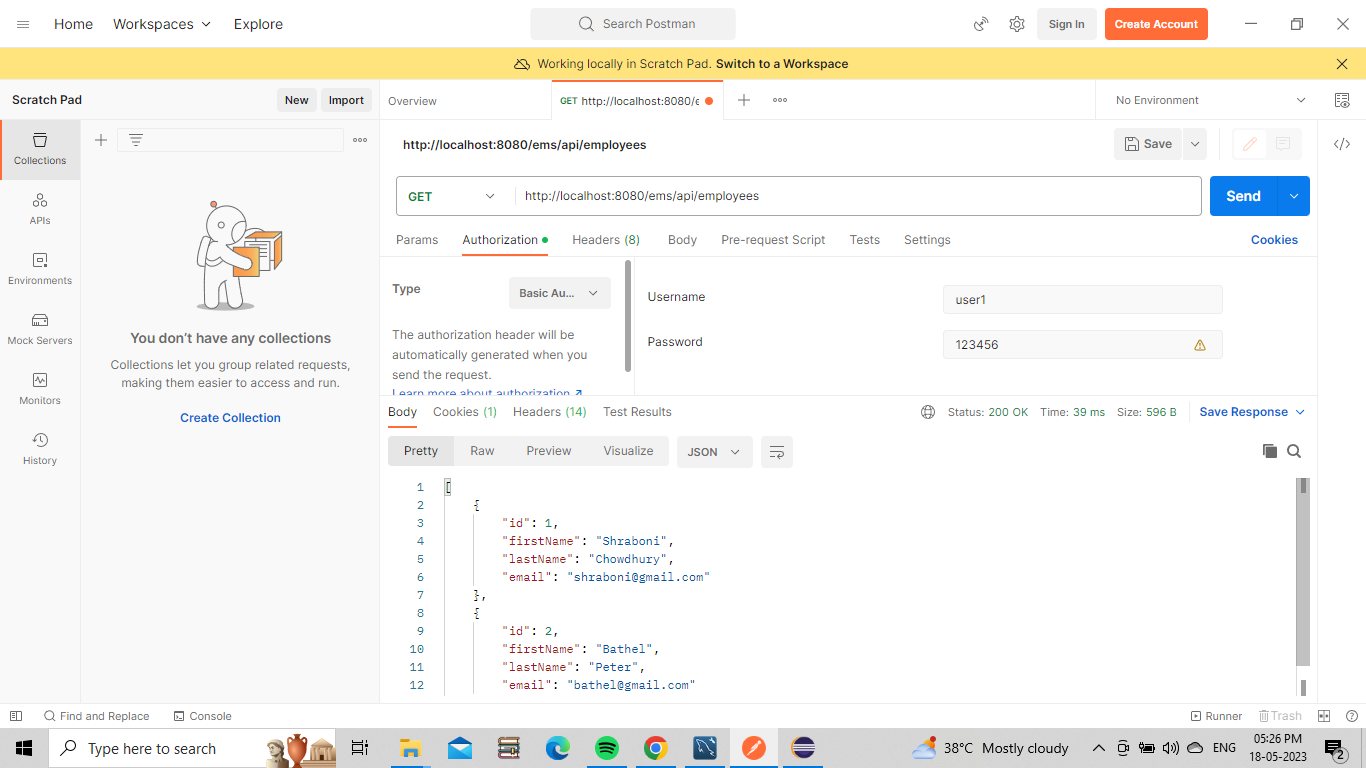 Home Workspaces Explore Search Postman Sign In Create Account
Working locally in Scratch Pad. Switch to a Workspace
Scratch Pad New Import Overview GET http://localhost:8080/e No Environment
http://localhost:8080/ems/api/employees Save
Collections
GET http://localhost:8080/ems/api/employees Send
APIs
Params Authorization Headers (8) Body Pre-request Script Tests Settings Cookies
Environments
Type Basic Au... Username user1
Mock Servers
The authorization header will be
automatically generated when you
send the request.
Learn more about authorization
Password 123456
You don't have any collections
Collections let you group related requests,
making them easier to access and run.
Create Collection
Monitors
History
Body Cookies (1) Headers (14) Test Results Status: 200 OK Time: 39 ms Size: 596 B Save Response
Pretty Raw Preview Visualize JSON
1 [
2 {
3 "id": 1,
4 "firstName": "Shraboni",
5 "lastName": "Chowdhury",
6 "email": "shraboni@gmail.com"
7 },
8 {
9 "id": 2,
10 "firstName": "Bathel",
11 "lastName": "Peter",
12 "email": "bathel@gmail.com"
Find and Replace Console Runner Trash
Type here to search 38°C Mostly cloudy ENG 05:26 PM
18-05-2023 2